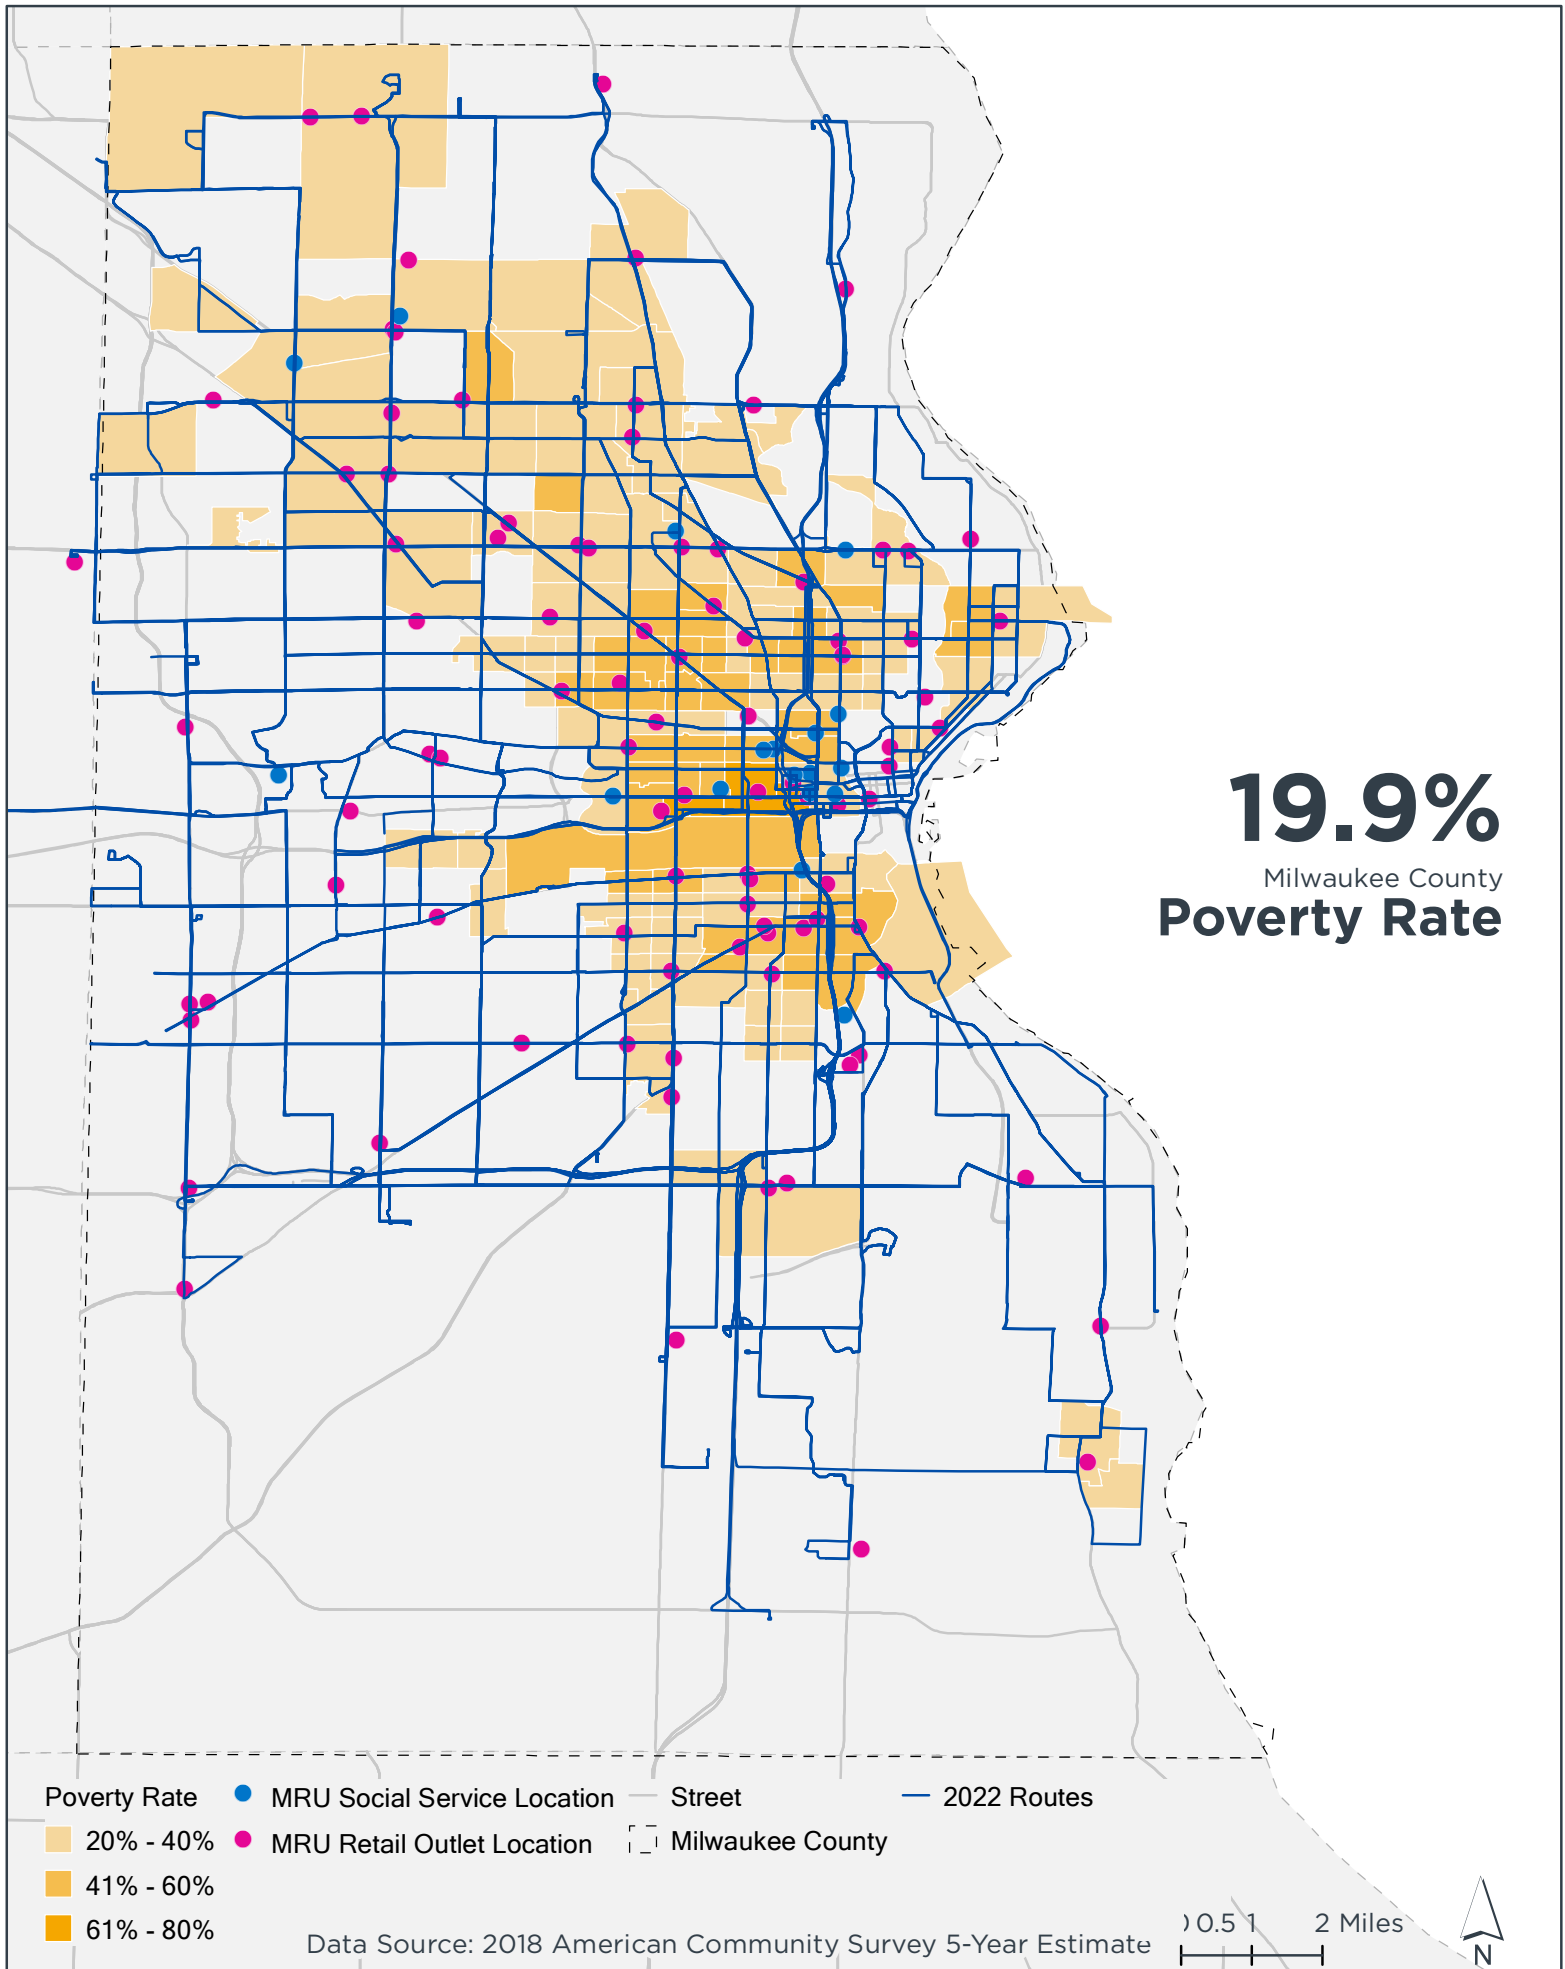 19.9%
Milwaukee County
Poverty Rate
Poverty Rate
MRU Social Service Location
Street
2022 Routes
20% - 40%
MRU Retail Outlet Location
Milwaukee County
41% - 60%
61% - 80%
Data Source: 2018 American Community Survey 5-Year Estimate
0 0.5 1 2 Miles
N